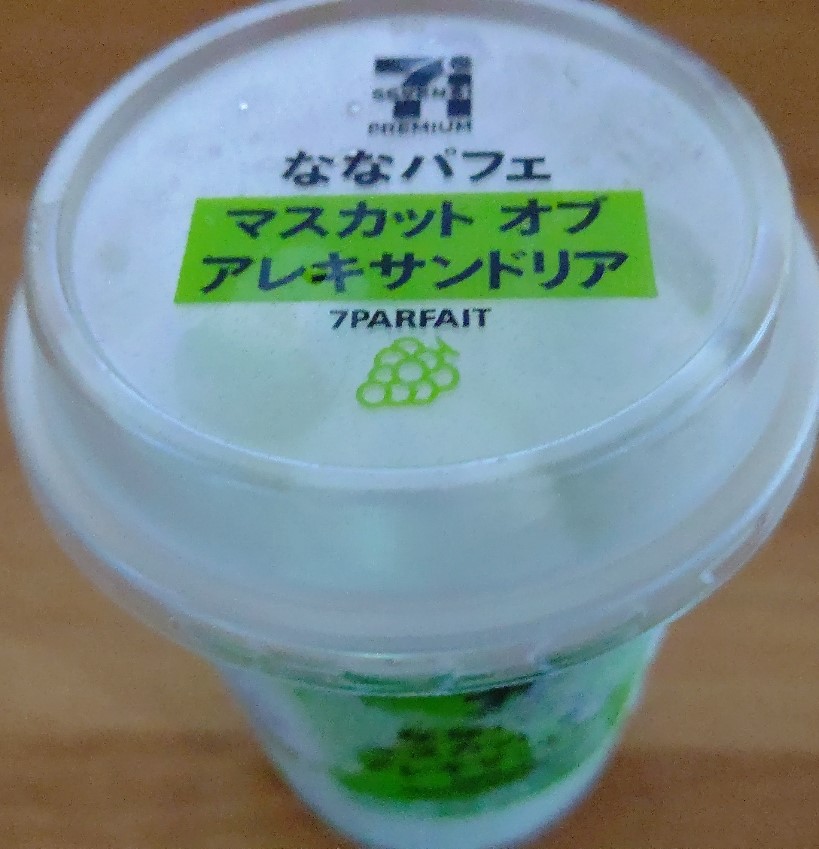 7i
SEVEN & i
PREMIUM
ななパフェ
マスカット オブ
アレキサンドリア
7PARFAIT